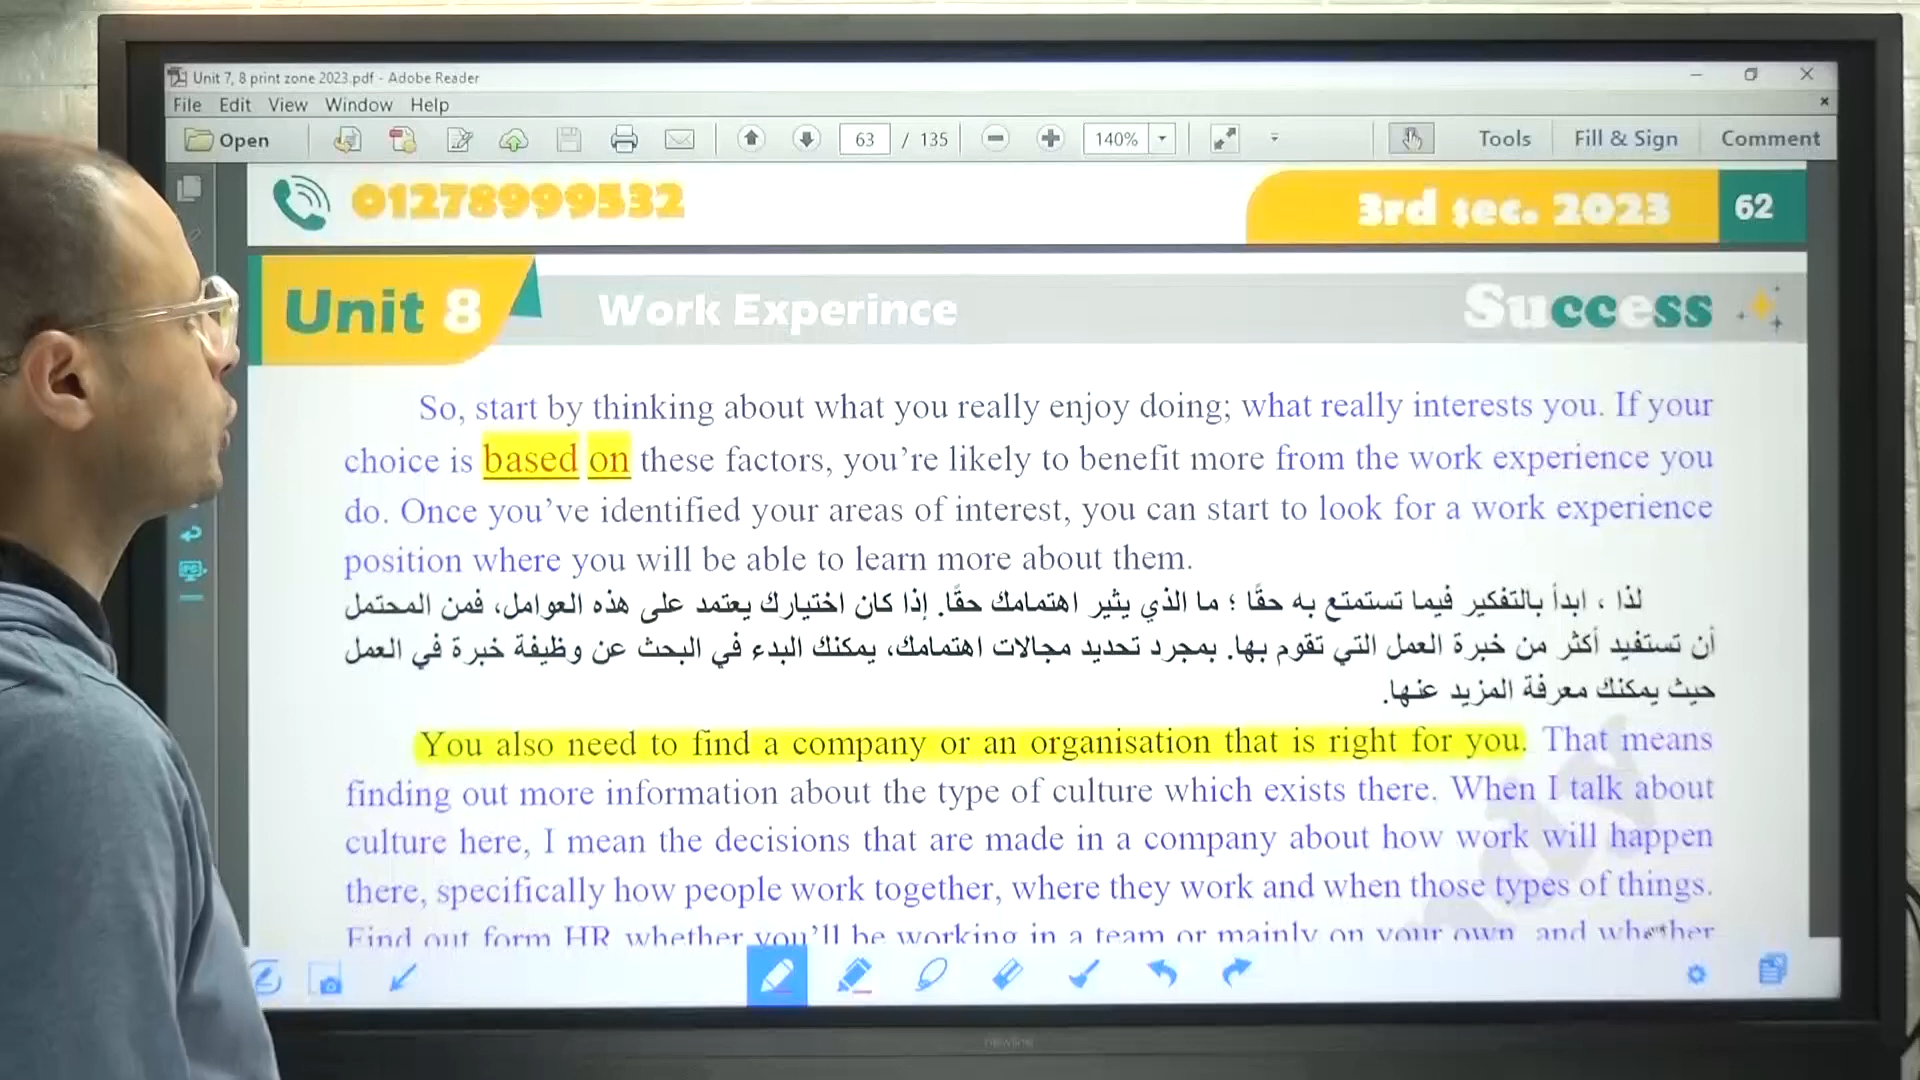 Unit 7, 8 print zone 2023.pdf - Adobe Reader
File Edit View Window Help
Open 63 / 135 140% Tools Fill & Sign Comment
01278999532 3rd sec. 2023 62
Unit 8 Work Experince Success
So, start by thinking about what you really enjoy doing; what really interests you. If your
choice is based on these factors, you're likely to benefit more from the work experience you
do. Once you've identified your areas of interest, you can start to look for a work experience
position where you will be able to learn more about them.
لذا ، ابدأ بالتفكير فيما تستمتع به حقًا ؛ ما الذي يثير اهتمامك حقًا. إذا كان اختيارك يعتمد على هذه العوامل، فمن المحتمل
أن تستفيد أكثر من خبرة العمل التي تقوم بها. بمجرد تحديد مجالات اهتمامك، يمكنك البدء في البحث عن وظيفة خبرة في العمل
حيث يمكنك معرفة المزيد عنها.
You also need to find a company or an organisation that is right for you. That means
finding out more information about the type of culture which exists there. When I talk about
culture here, I mean the decisions that are made in a company about how work will happen
there, specifically how people work together, where they work and when those types of things.
Find out form HR whether you'll be working in a team or mainly on your own, and whether
newline